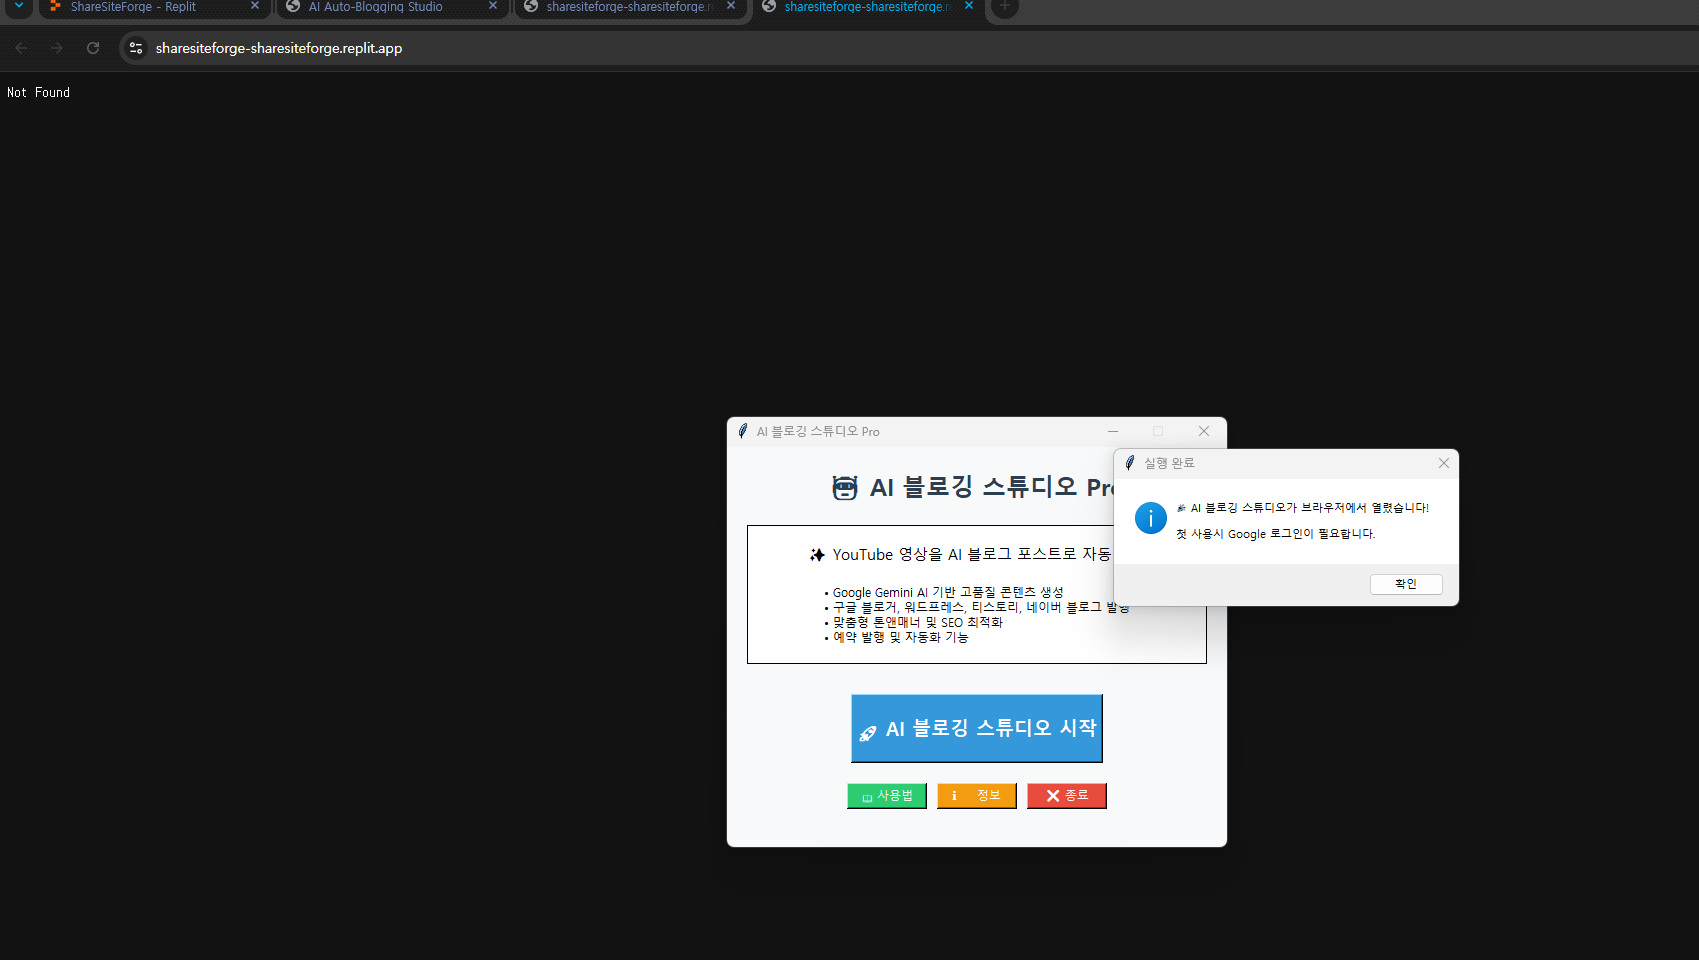 ShareSiteForge - Replit
AI Auto-Blogging Studio
sharesiteforge-sharesiteforge.re
sharesiteforge-sharesiteforge.re
sharesiteforge-sharesiteforge.replit.app
Not Found
AI 블로깅 스튜디오 Pro
AI 블로깅 스튜디오 Pro
✨ YouTube 영상을 AI 블로그 포스트로 자동
• Google Gemini AI 기반 고품질 콘텐츠 생성
• 구글 블로거, 워드프레스, 티스토리, 네이버 블로그 발행
• 맞춤형 톤앤매너 및 SEO 최적화
• 예약 발행 및 자동화 기능
🚀 AI 블로깅 스튜디오 시작
사용법
정보
종료
실행 완료
🎉 AI 블로깅 스튜디오가 브라우저에서 열렸습니다!
첫 사용시 Google 로그인이 필요합니다.
확인